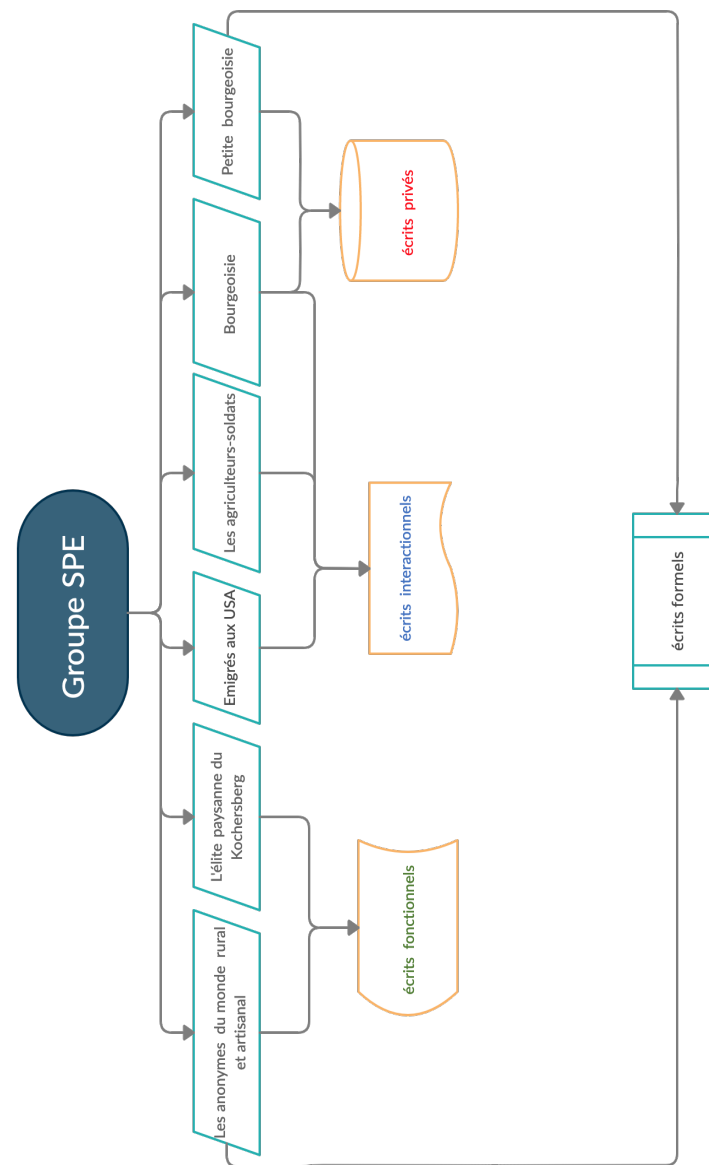 Groupe SPE
Les anonymes du monde rural
et artisanal
L'élite paysanne du
Kochersberg
Emigrés aux USA
Les agriculteurs-soldats
Bourgeoisie
Petite bourgeoisie
écrits fonctionnels
écrits interactionnels
écrits privés
écrits formels